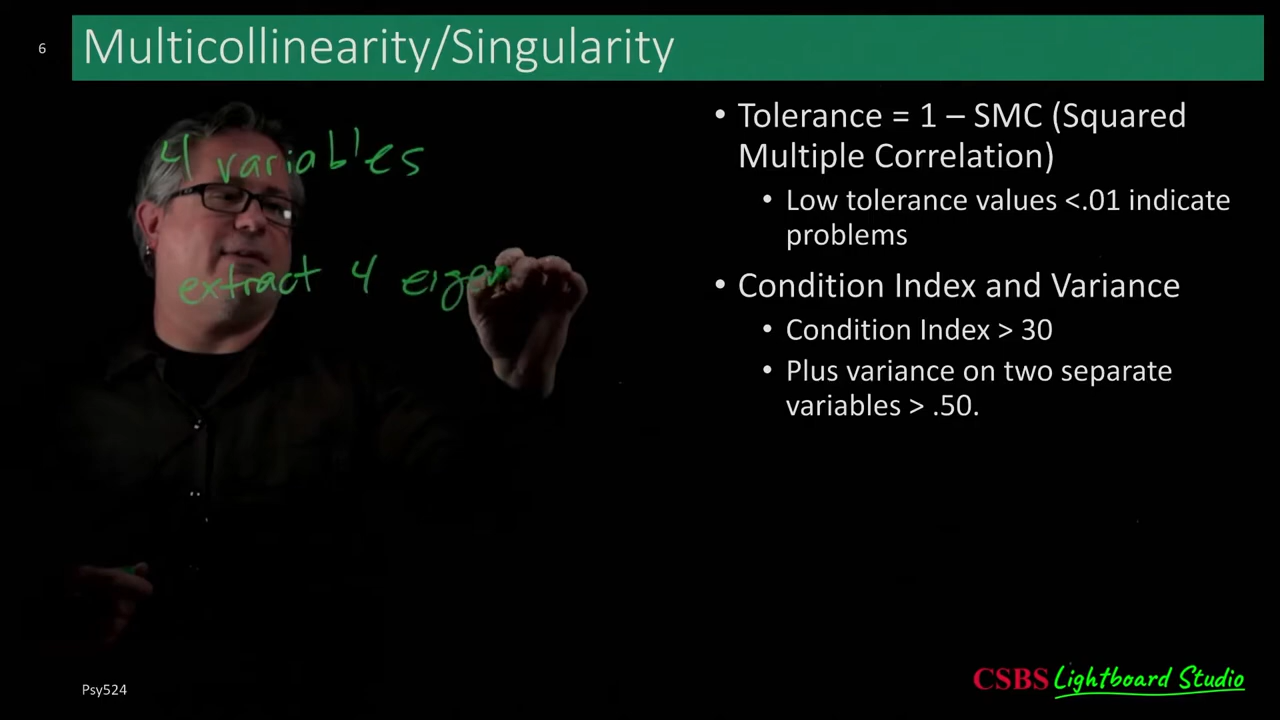 6
Multicollinearity/Singularity
4 variables
extract 4 eigen
• Tolerance = 1 – SMC (Squared
Multiple Correlation)
• Low tolerance values <.01 indicate
problems
• Condition Index and Variance
• Condition Index > 30
• Plus variance on two separate
variables > .50.
Psy524
CSBS Lightboard Studio